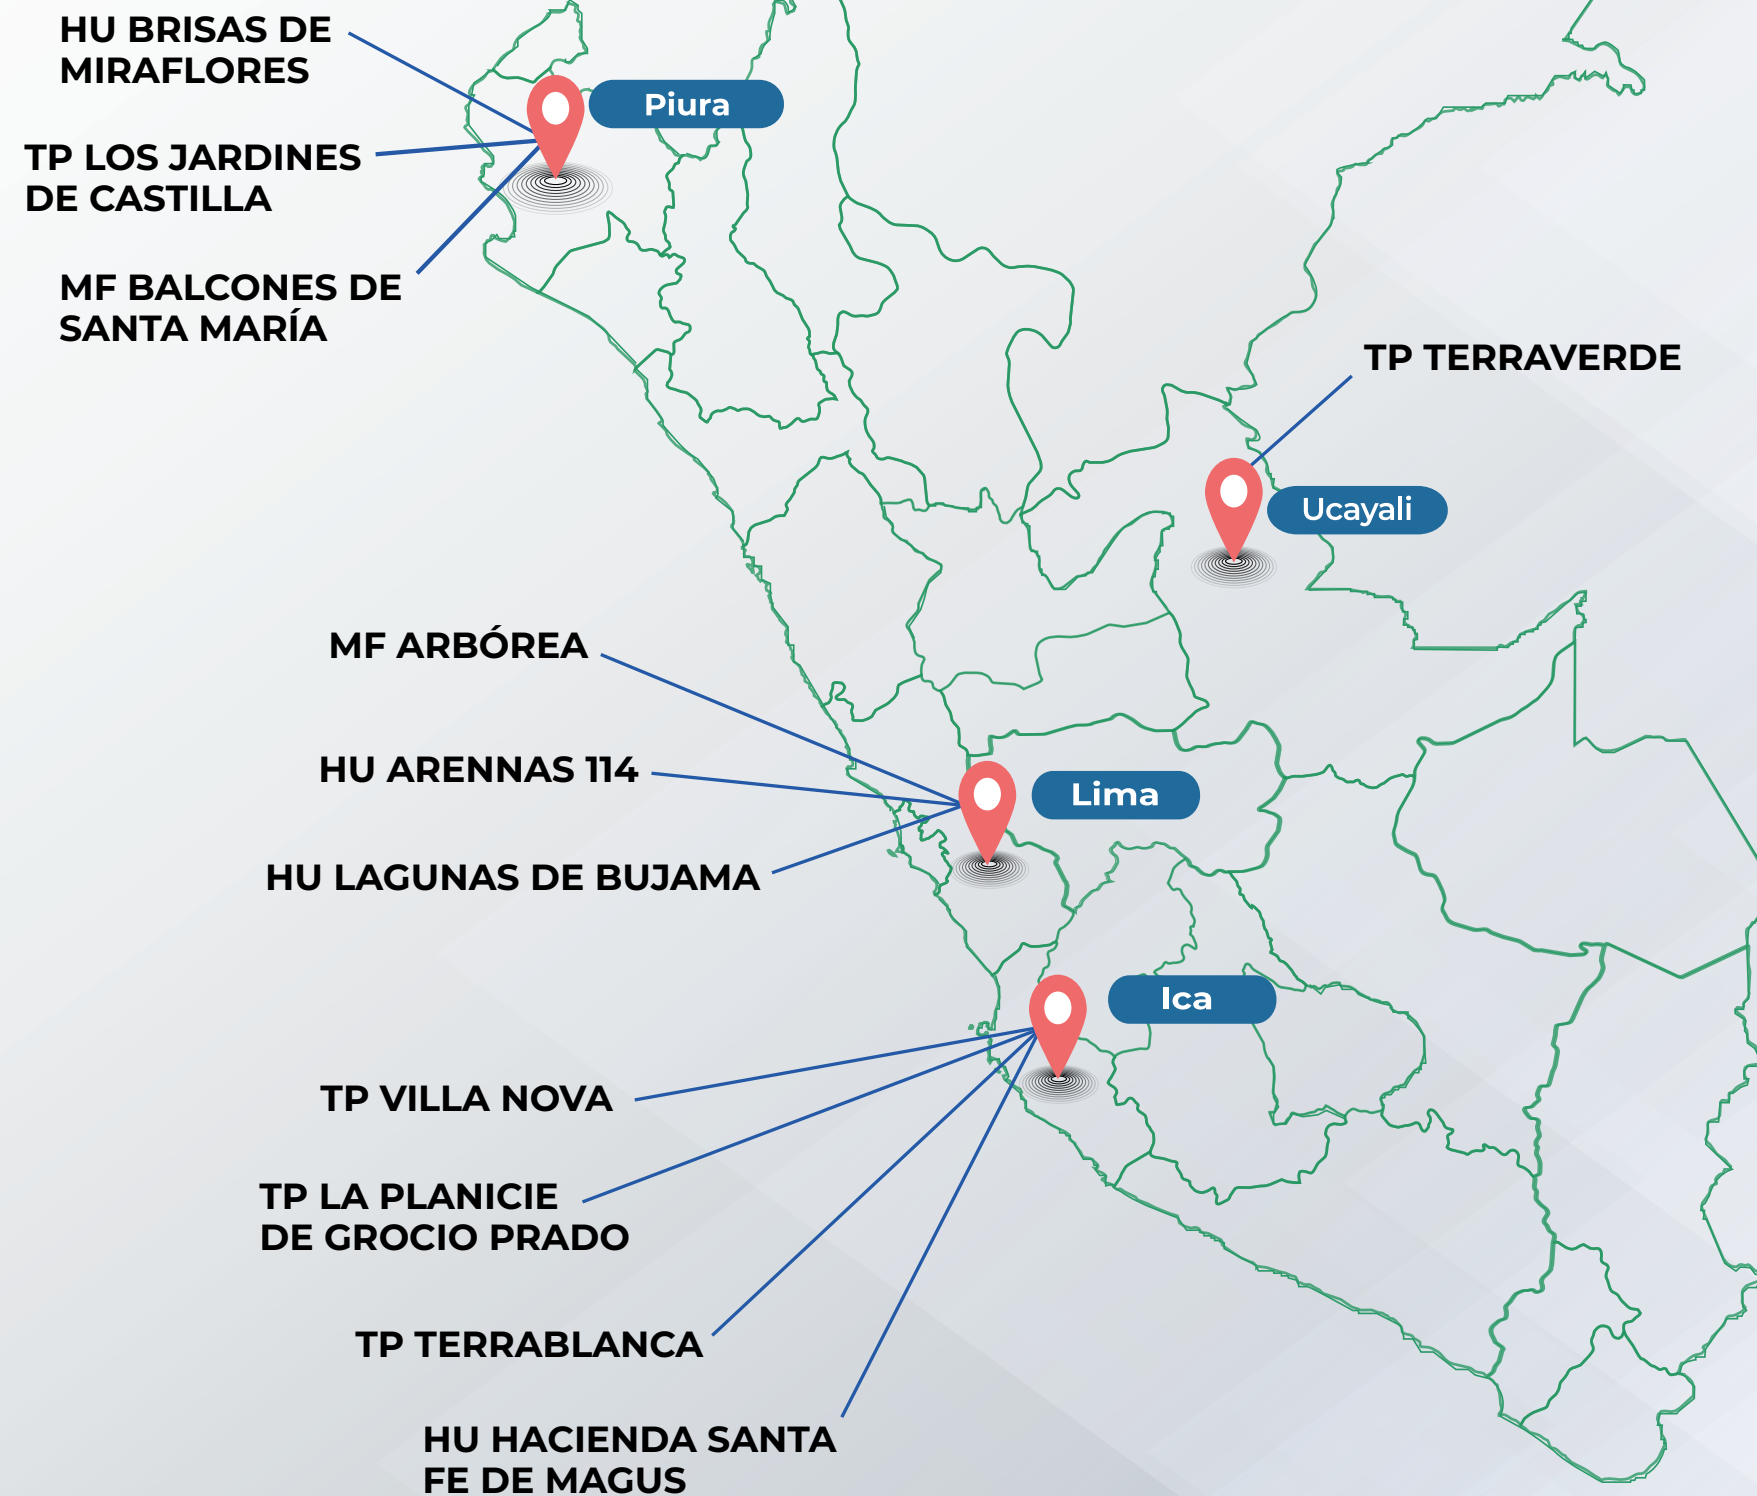 HU BRISAS DE
MIRAFLORES
Piura
TP LOS JARDINES
DE CASTILLA
MF BALCONES DE
SANTA MARÍA
TP TERRAVERDE
Ucayali
MF ARBÓREA
HU ARENNAS 114
Lima
HU LAGUNAS DE BUJAMA
Ica
TP VILLA NOVA
TP LA PLANICIE
DE GROCIO PRADO
TP TERRABLANCA
HU HACIENDA SANTA
FE DE MAGUS